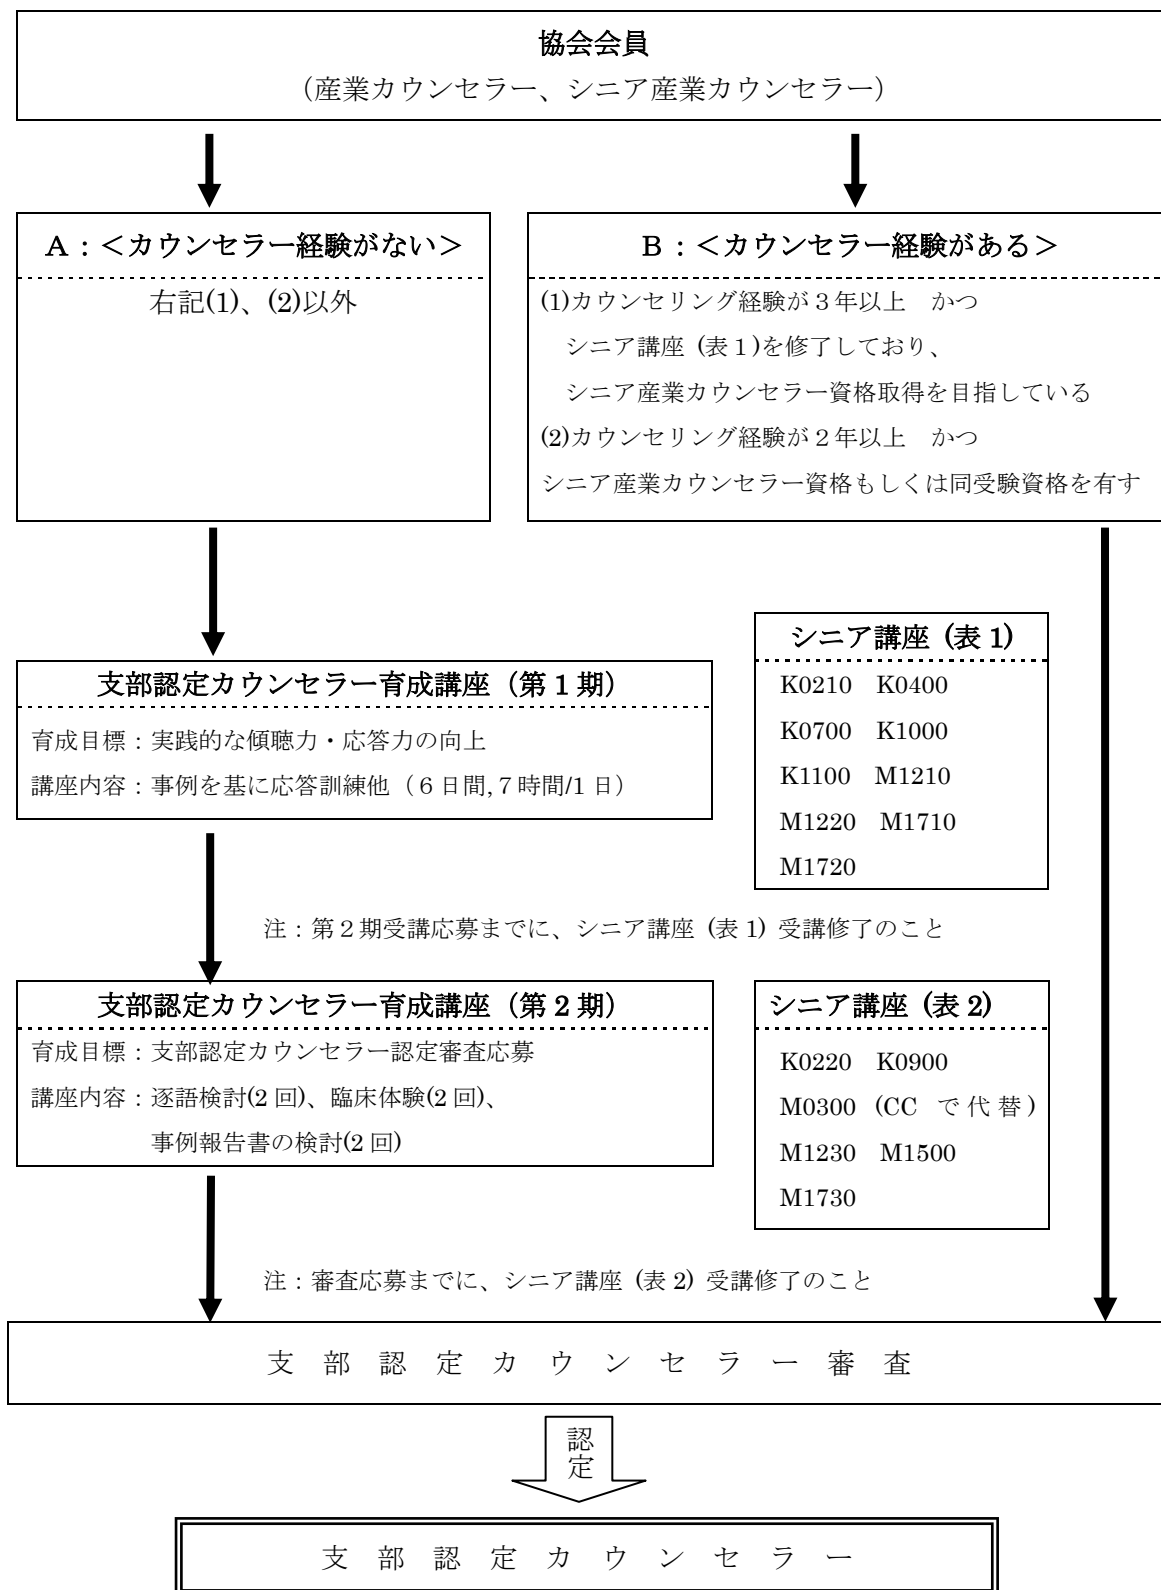 協会会員
（産業カウンセラー、シニア産業カウンセラー）
A：＜カウンセラー経験がない＞
右記(1)、(2)以外
B：＜カウンセラー経験がある＞
(1)カウンセリング経験が３年以上　かつ
シニア講座 (表１)を修了しており、
シニア産業カウンセラー資格取得を目指している
(2)カウンセリング経験が２年以上　かつ
シニア産業カウンセラー資格もしくは同受験資格を有す
支部認定カウンセラー育成講座（第１期）
育成目標：実践的な傾聴力・応答力の向上
講座内容：事例を基に応答訓練他（６日間,７時間/1 日）
シニア講座 (表 1)
K0210　K0400
K0700　K1000
K1100　M1210
M1220　M1710
M1720
注：第２期受講応募までに、シニア講座 (表 1) 受講修了のこと
支部認定カウンセラー育成講座（第２期）
育成目標：支部認定カウンセラー認定審査応募
講座内容：逐語検討(2 回)、臨床体験(2 回)、
事例報告書の検討(2 回)
シニア講座 (表 2)
K0220　K0900
M0300 (CC で代替)
M1230　M1500
M1730
注：審査応募までに、シニア講座 (表 2) 受講修了のこと
支部認定カウンセラー審査
認定
支部認定カウンセラー